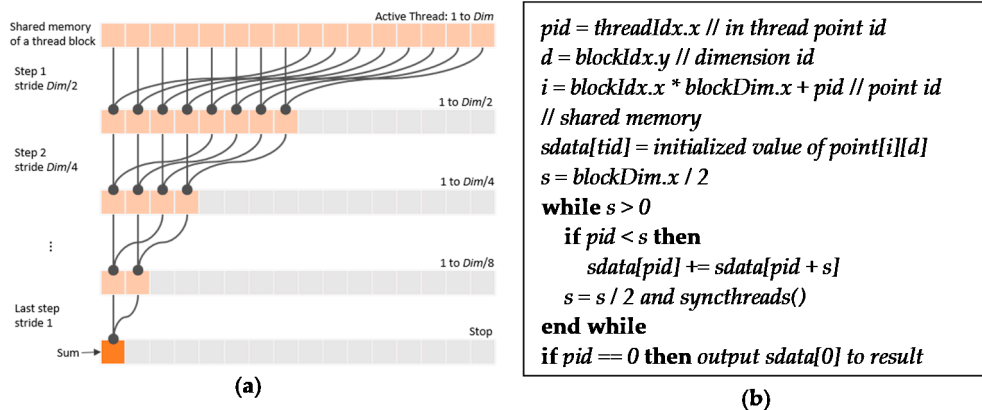 Shared memory
of a thread block
Active Thread: 1 to Dim
Step 1
stride Dim/2
1 to Dim/2
Step 2
stride Dim/4
1 to Dim/4
⋮
1 to Dim/8
Last step
stride 1
Stop
Sum
(a)
pid = threadIdx.x // in thread point id
d = blockIdx.y // dimension id
i = blockIdx.x * blockDim.x + pid // point id
// shared memory
sdata[tid] = initialized value of point[i][d]
s = blockDim.x / 2
while s > 0
if pid < s then
sdata[pid] += sdata[pid + s]
s = s / 2 and syncthreads()
end while
if pid == 0 then output sdata[0] to result
(b)